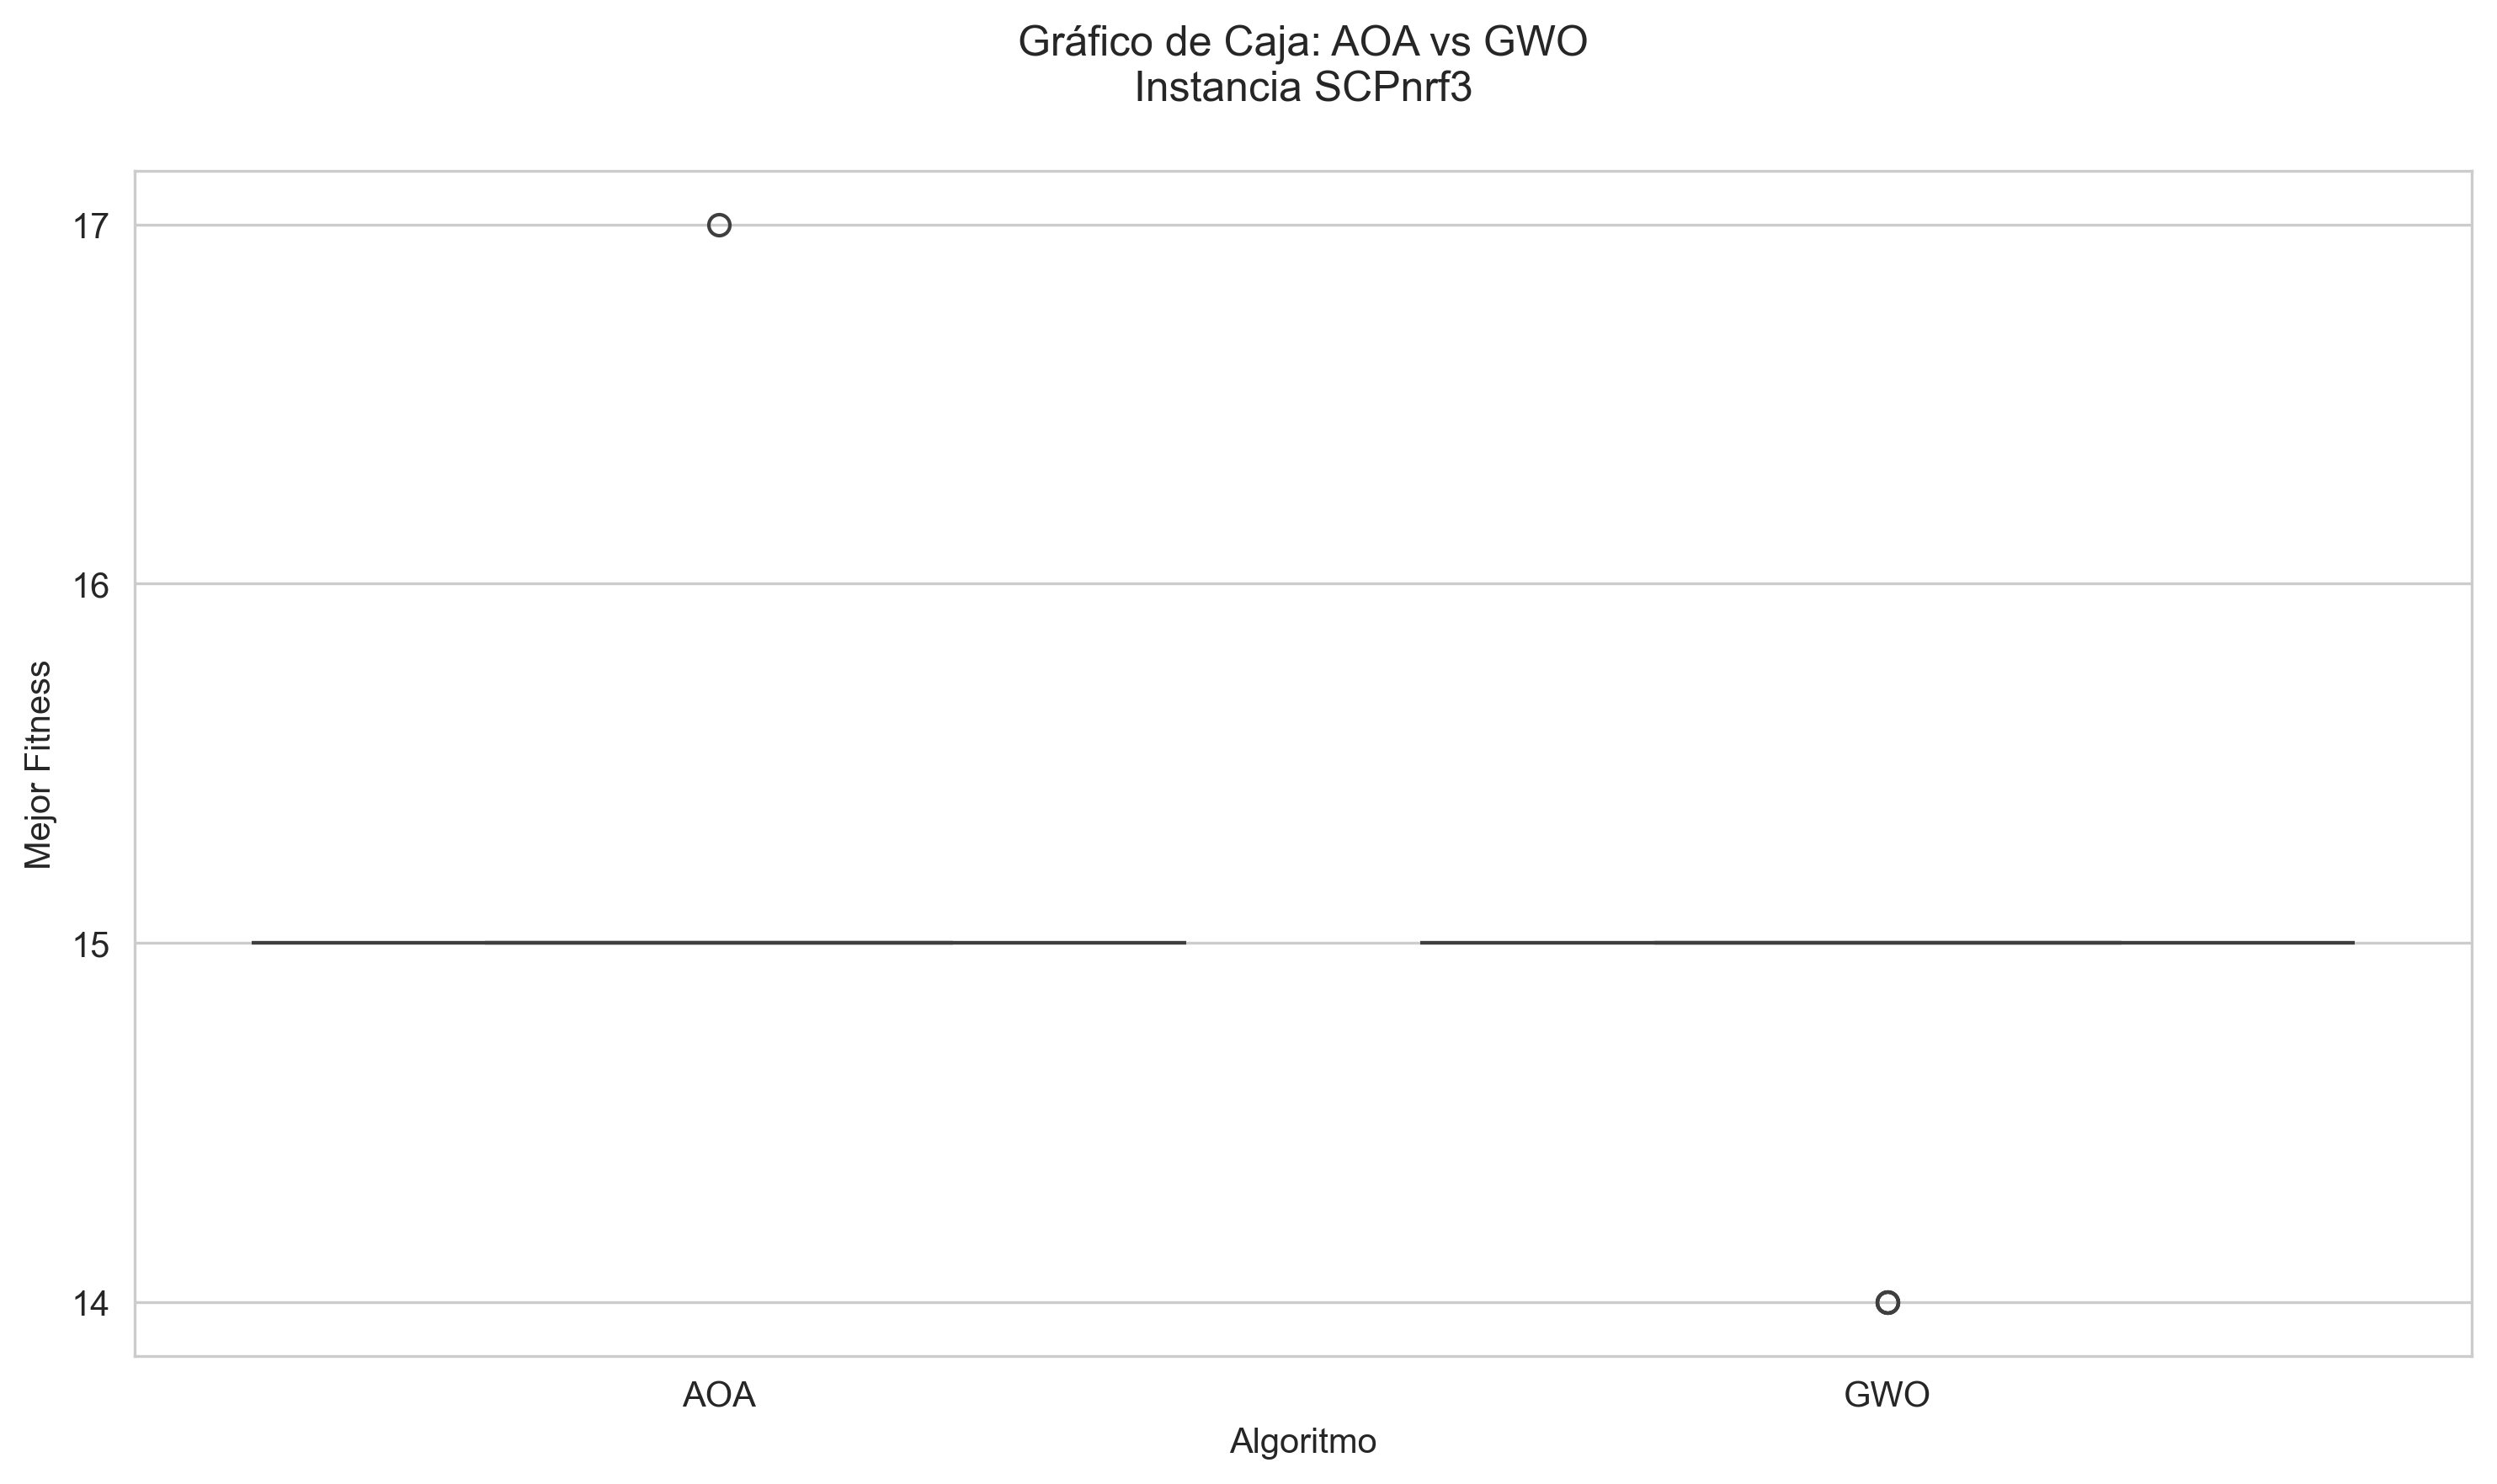 Gráfico de Caja: AOA vs GWO
Instancia SCPnrf3
17
16
15
14
Mejor Fitness
AOA
GWO
Algoritmo